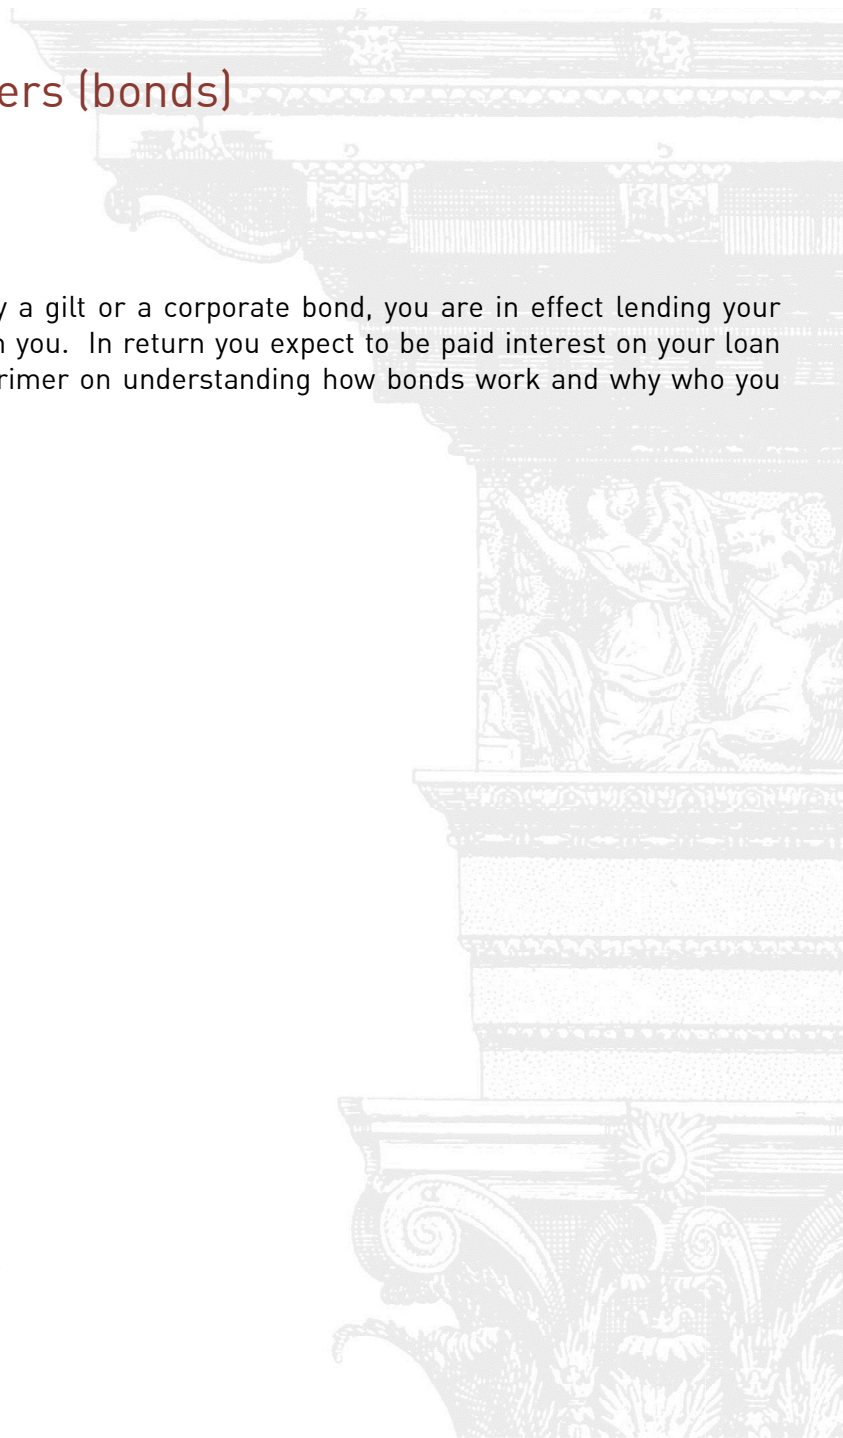 ers (bonds)
y a gilt or a corporate bond, you are in effect lending your
n you. In return you expect to be paid interest on your loan
rimer on understanding how bonds work and why who you